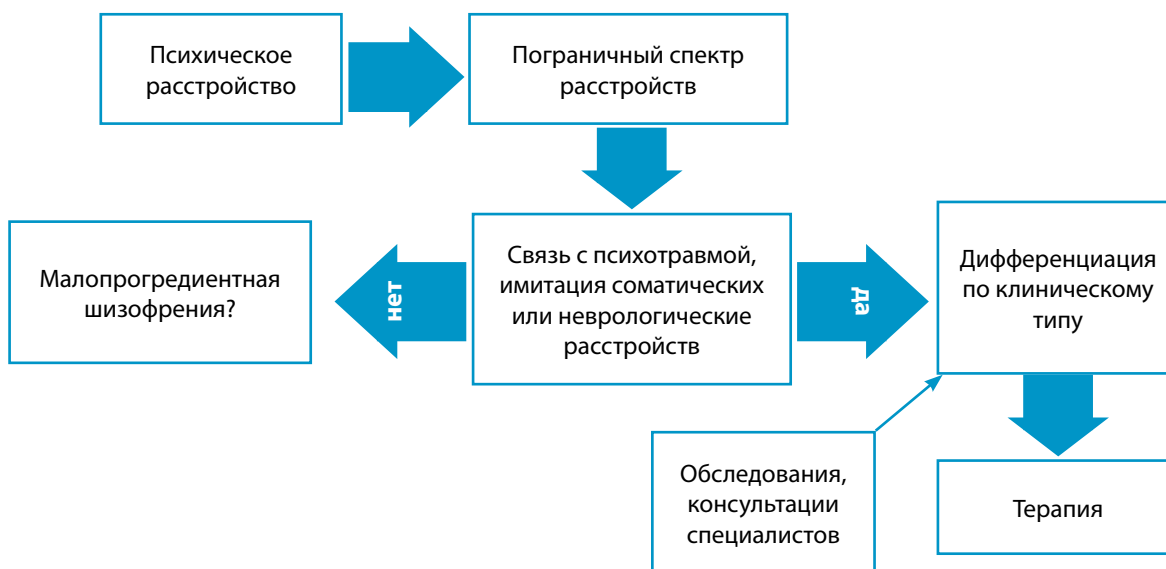 Психическое
расстройство
Пограничный спектр
расстройств
Малопрогредиентная
шизофрения?
нет
Связь с психотравмой,
имитация соматических
или неврологические
расстройств
да
Дифференциация
по клиническому
типу
Обследования,
консультации
специалистов
Терапия